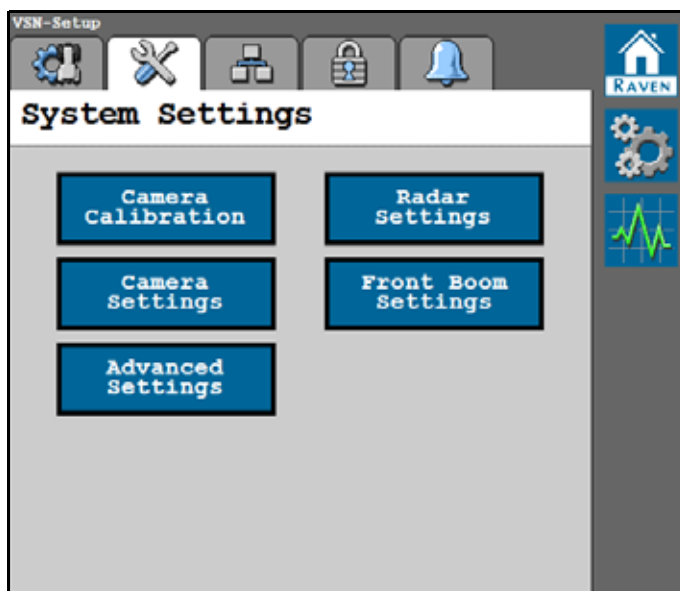 VSN-Setup
RAVEN
System Settings
Camera
Calibration
Radar
Settings
Camera
Settings
Front Boom
Settings
Advanced
Settings